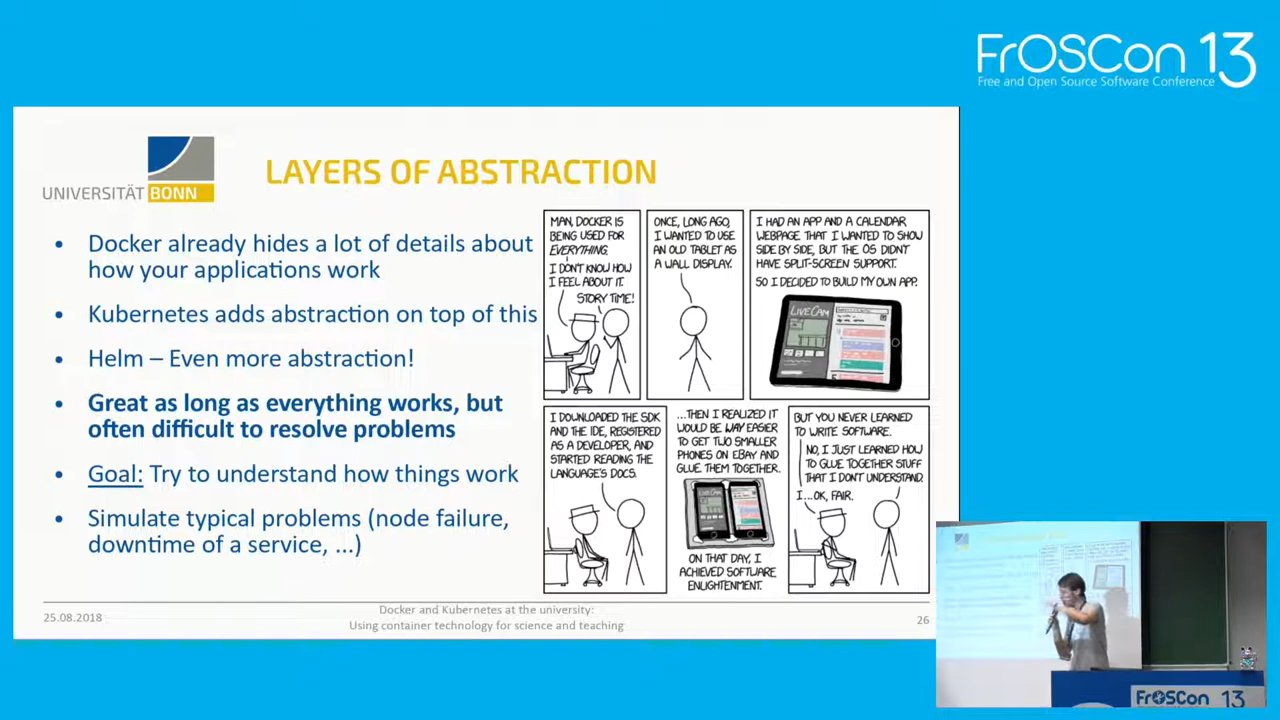 FrOSCon 13
Free and Open Source Software Conference
UNIVERSITÄT BONN
LAYERS OF ABSTRACTION
• Docker already hides a lot of details about
how your applications work
• Kubernetes adds abstraction on top of this
• Helm – Even more abstraction!
• Great as long as everything works, but
often difficult to resolve problems
• Goal: Try to understand how things work
• Simulate typical problems (node failure,
downtime of a service, ...)
MAN, DOCKER IS
BEING USED FOR
EVERYTHING.
I DON'T KNOW HOW
I FEEL ABOUT IT.
STORY TIME!
ONCE, LONG AGO,
I WANTED TO USE
AN OLD TABLET AS
A WALL DISPLAY.
I HAD AN APP AND A CALENDAR
WEBPAGE THAT I WANTED TO SHOW
SIDE BY SIDE, BUT THE OS DIDN'T
HAVE SPLIT-SCREEN SUPPORT.
SO I DECIDED TO BUILD MY OWN APP.
LIVECAM
I DOWNLOADED THE SDK
AND THE IDE, REGISTERED
AS A DEVELOPER, AND
STARTED READING THE
LANGUAGE'S DOCS.
...THEN I REALIZED IT
WOULD BE WAY EASIER
TO GET TWO SMALLER
PHONES ON EBAY AND
GLUE THEM TOGETHER.
LIVECAM
ON THAT DAY, I
ACHIEVED SOFTWARE
ENLIGHTENMENT.
BUT YOU NEVER LEARNED
TO WRITE SOFTWARE.
NO, I JUST LEARNED HOW
TO GLUE TOGETHER STUFF
THAT I DON'T UNDERSTAND.
I...OK, FAIR.
25.08.2018
Docker and Kubernetes at the university:
Using container technology for science and teaching
26
FrOSCon 13